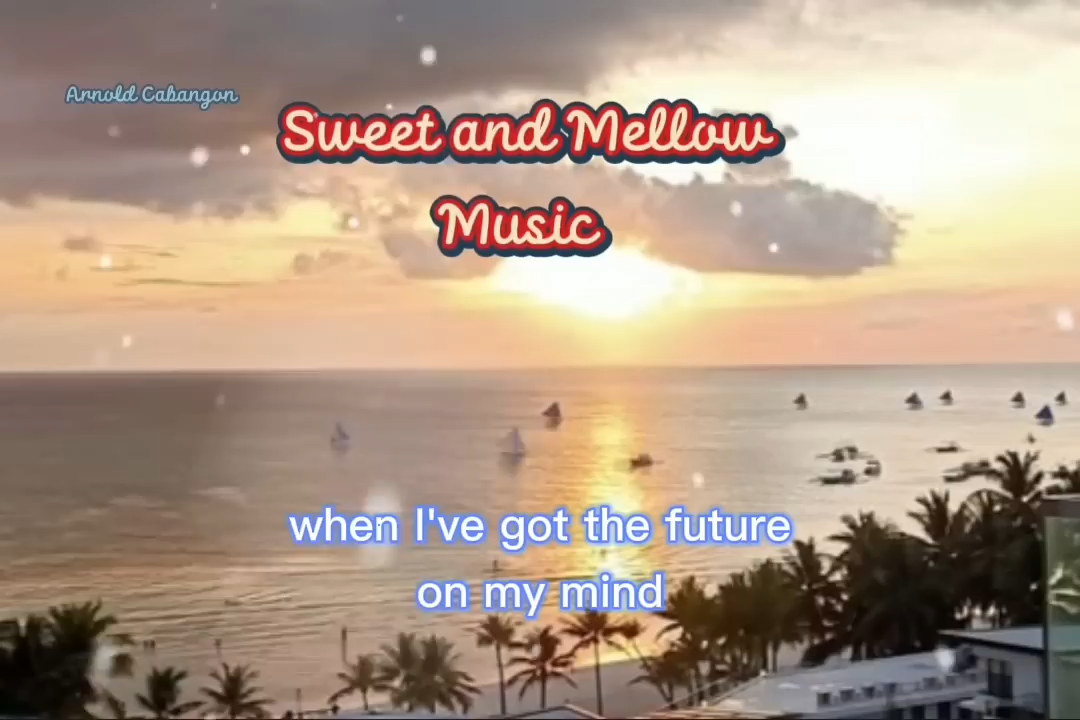 Arnold Cabangon
Sweet and Mellow
Music
when I've got the future
on my mind